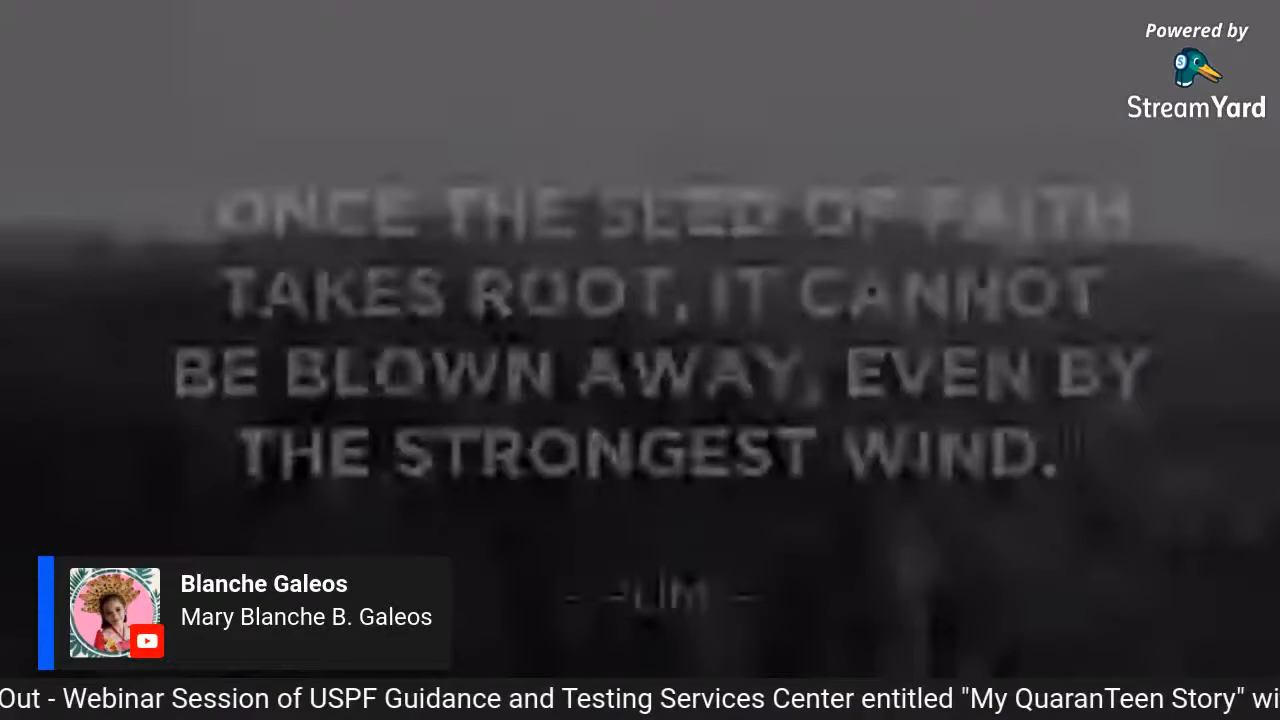 Powered by
StreamYard
ONCE THE SEED OF FAITH
TAKES ROOT, IT CANNOT
BE BLOWN AWAY, EVEN BY
THE STRONGEST WIND.
Blanche Galeos
Mary Blanche B. Galeos
Out - Webinar Session of USPF Guidance and Testing Services Center entitled "My QuaranTeen Story" wi